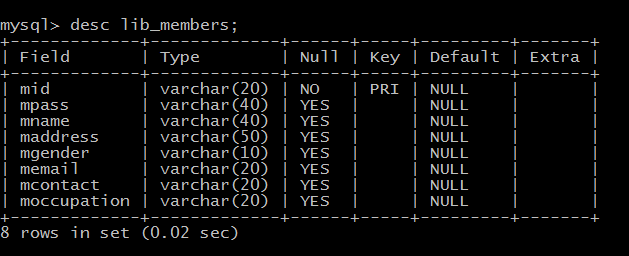 mysql> desc lib_members;
+-------------+-------------+------+-----+---------+-------+
| Field       | Type        | Null | Key | Default | Extra |
+-------------+-------------+------+-----+---------+-------+
| mid         | varchar(20) | NO   | PRI | NULL    |       |
| mpass       | varchar(40) | YES  |     | NULL    |       |
| mname       | varchar(40) | YES  |     | NULL    |       |
| maddress    | varchar(50) | YES  |     | NULL    |       |
| mgender     | varchar(10) | YES  |     | NULL    |       |
| memail      | varchar(20) | YES  |     | NULL    |       |
| mcontact    | varchar(20) | YES  |     | NULL    |       |
| moccupation | varchar(20) | YES  |     | NULL    |       |
+-------------+-------------+------+-----+---------+-------+
8 rows in set (0.02 sec)